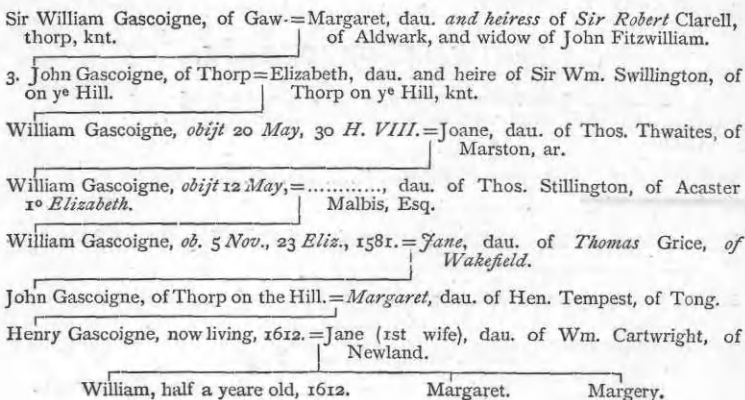 Sir William Gascoigne, of Gaw-=Margaret, dau. and heiress of Sir Robert Clarell,
thorp, knt. of Aldwark, and widow of John Fitzwilliam.
3. John Gascoigne, of Thorp=Elizabeth, dau. and heire of Sir Wm. Swillington, of
on yᵉ Hill. Thorp on yᵉ Hill, knt.
William Gascoigne, obijt 20 May, 30 H. VIII.=Joane, dau. of Thos. Thwaites, of
Marston, ar.
William Gascoigne, obijt 12 May,=............, dau. of Thos. Stillington, of Acaster
1º Elizabeth. Malbis, Esq.
William Gascoigne, ob. 5 Nov., 23 Eliz., 1581.=Jane, dau. of Thomas Grice, of
Wakefield.
John Gascoigne, of Thorp on the Hill.=Margaret, dau. of Hen. Tempest, of Tong.
Henry Gascoigne, now living, 1612.=Jane (1st wife), dau. of Wm. Cartwright, of
Newland.
William, half a yeare old, 1612. Margaret. Margery.